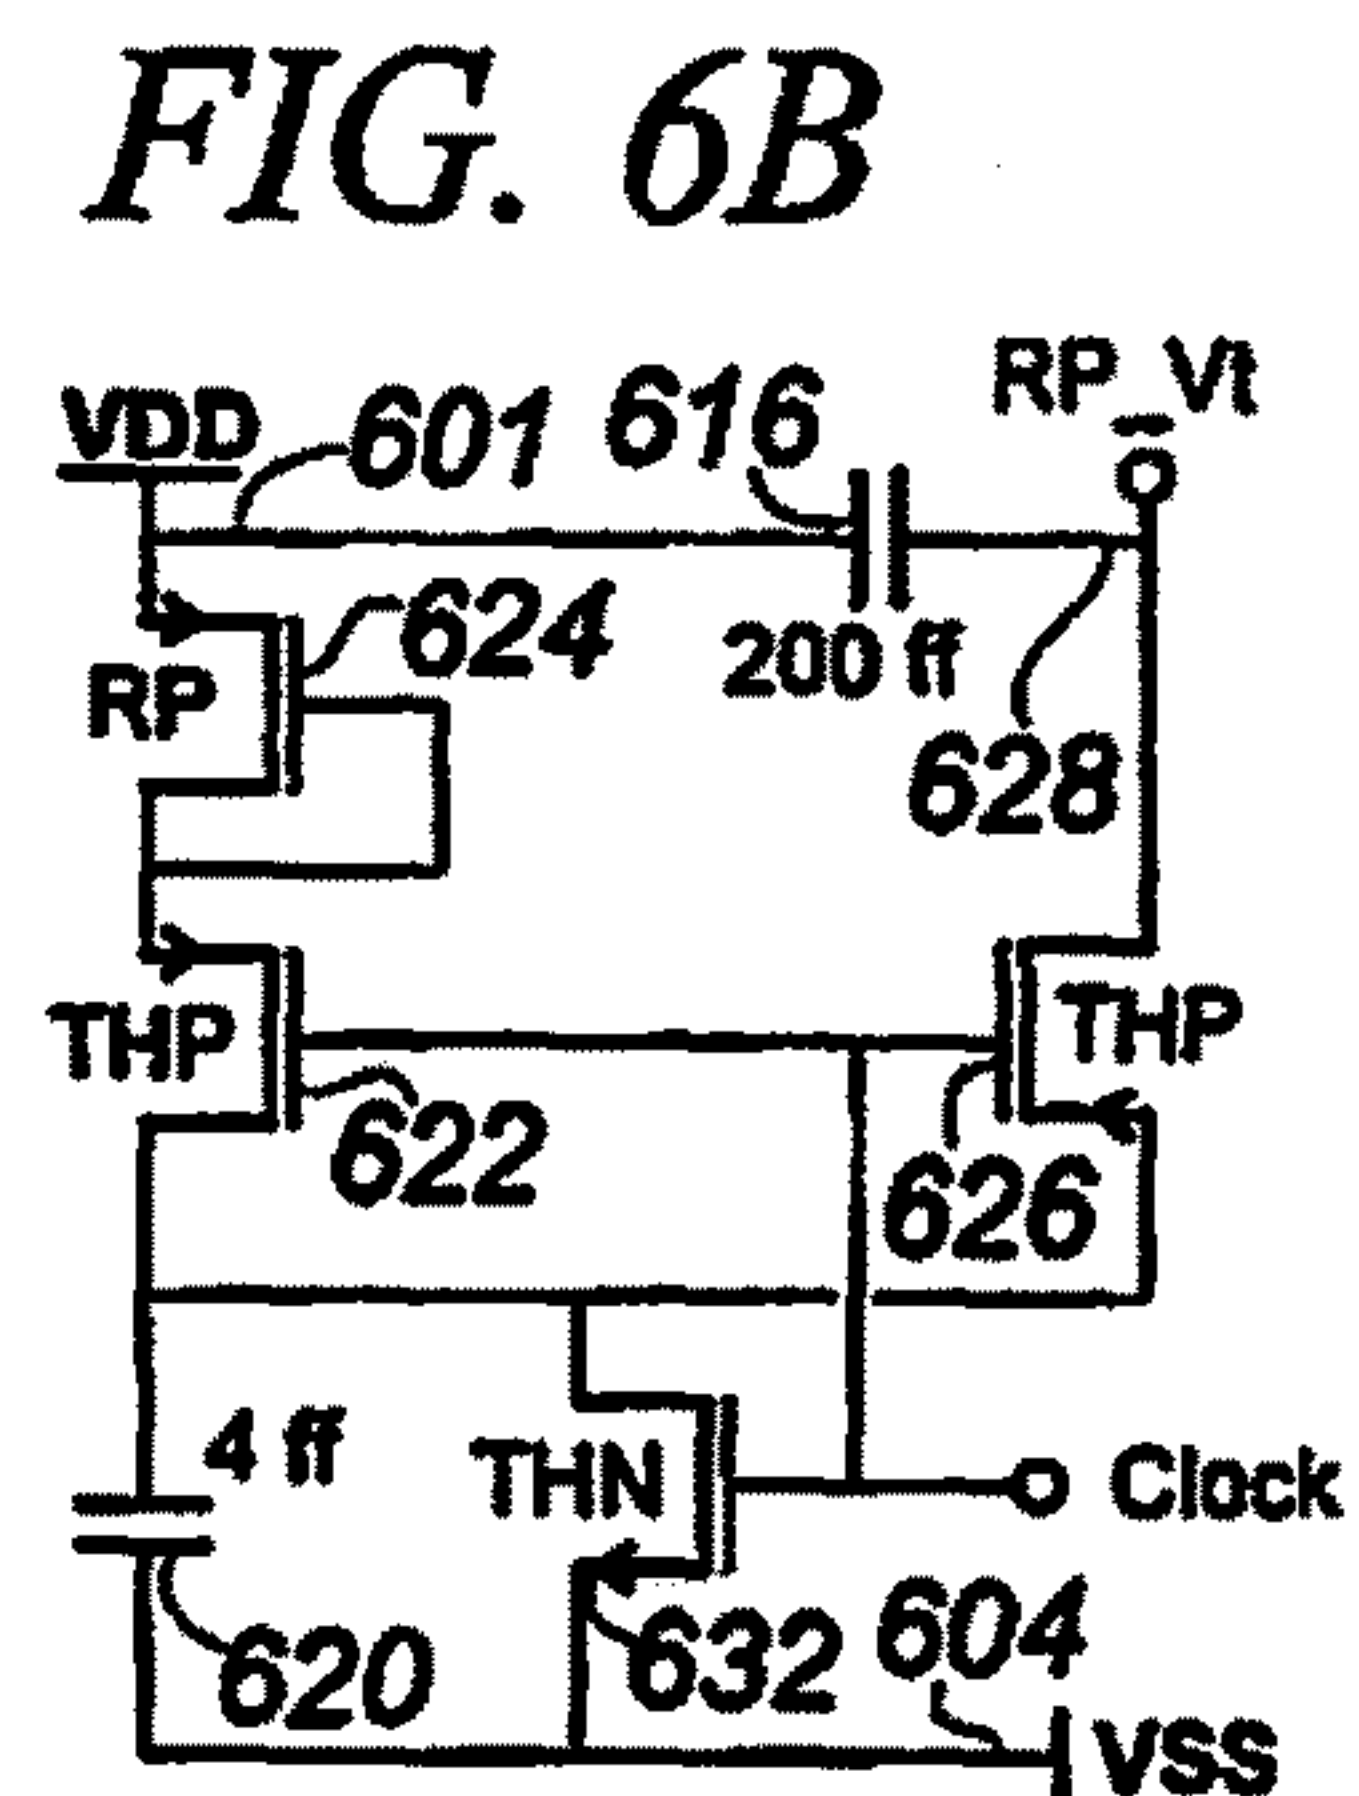 FIG. 6B
RP_Vt
VDD
601
616
624
RP
200 ff
628
THP
THP
622
626
4 ff
THN
Clock
620
632
604
VSS